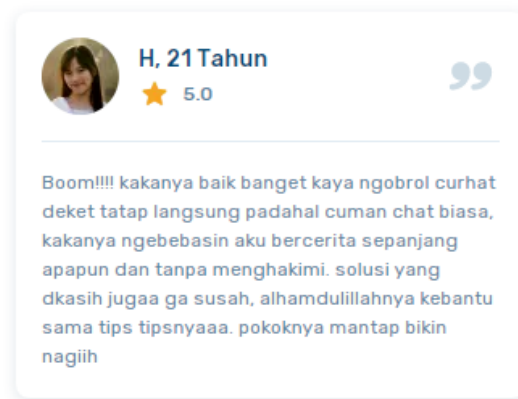 H, 21 Tahun
5.0
Boom!!!! kakanya baik banget kaya ngobrol curhat
deket tatap langsung padahal cuman chat biasa,
kakanya ngebebasin aku bercerita sepanjang
apapun dan tanpa menghakimi. solusi yang
dkasih jugaa ga susah, alhamdulillahnya kebantu
sama tips tipsnyaaa. pokoknya mantap bikin
nagiih